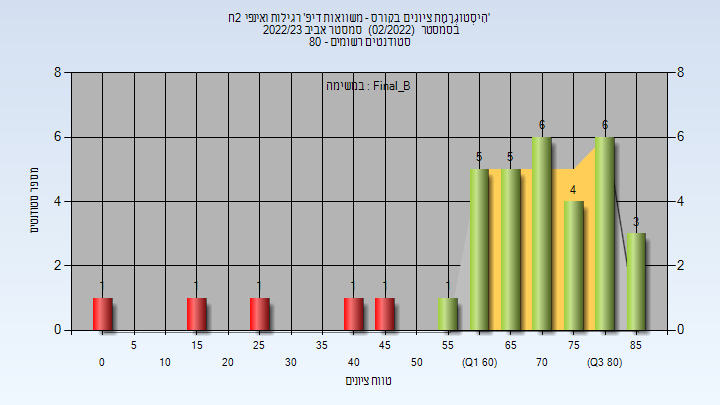 היסטוגרמת ציונים בקורס - משוואות דיפ' רגילות ואינפי 2ח'
בסמסטר (02/2022) סמסטר אביב 2022/23
סטודנטים רשומים - 80
במשימה : Final_B
מספר סטודנטים
8 8
6 6
4 4
2 2
0 0
1 1 1 1 1 1 5 5 6 4 6 3
5 15 25 35 45 55 65 75 85
0 10 20 30 40 50 (Q1 60) 70 (Q3 80)
טווח ציונים